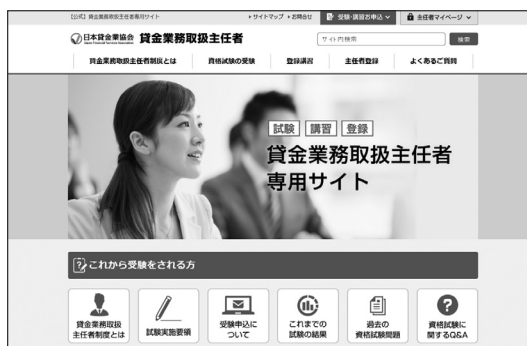 【公式】貸金業務取扱主任者専用サイト
サイトマップ お問合せ 受験・講習お申込 主任者マイページ
日本貸金業協会 貸金業務取扱主任者
サイト内検索 検索
貸金業務取扱主任者制度とは 資格試験の受験 登録講習 主任者登録 よくあるご質問
試験 講習 登録
貸金業務取扱主任者
専用サイト
これから受験をされる方
貸金業務取扱
主任者制度とは
試験実施要領
受験申込に
ついて
これまでの
試験の結果
過去の
資格試験問題
資格試験に
関するQ&A